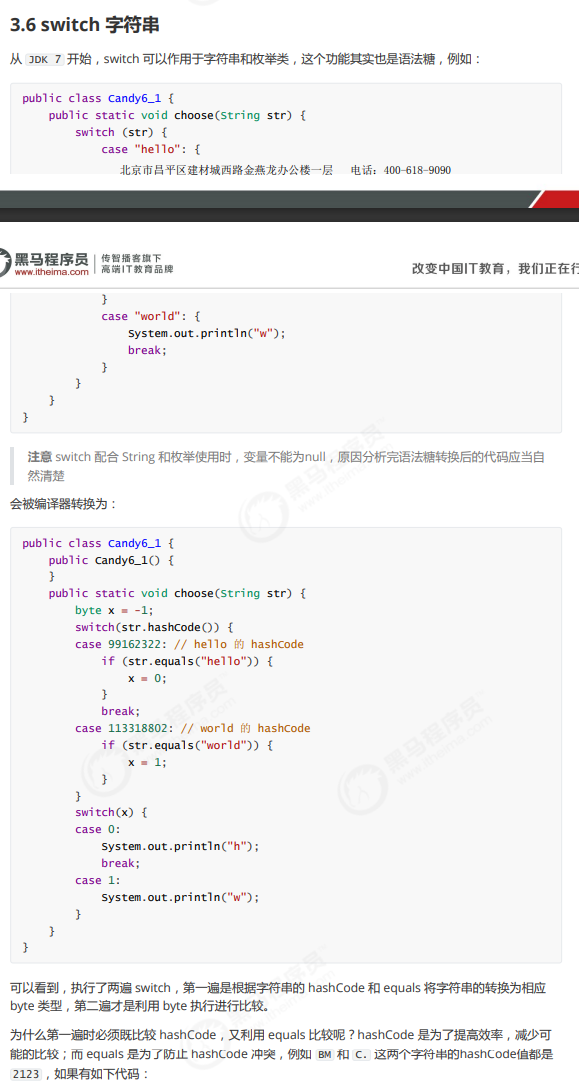 3.6 switch 字符串
从 JDK 7 开始，switch 可以作用于字符串和枚举类，这个功能其实也是语法糖，例如：
public class Candy6_1 {
    public static void choose(String str) {
        switch (str) {
            case "hello": {
北京市昌平区建材城西路金燕龙办公楼一层 电话：400-618-9090
黑马程序员 传智播客旗下
www.itheima.com 高端IT教育品牌
改变中国IT教育，我们正在行
            }
            case "world": {
                System.out.println("w");
                break;
            }
        }
    }
}
注意 switch 配合 String 和枚举使用时，变量不能为null，原因分析完语法糖转换后的代码应当自
然清楚
会被编译器转换为：
public class Candy6_1 {
    public Candy6_1() {
    }
    public static void choose(String str) {
        byte x = -1;
        switch(str.hashCode()) {
        case 99162322: // hello 的 hashCode
            if (str.equals("hello")) {
                x = 0;
            }
            break;
        case 113318802: // world 的 hashCode
            if (str.equals("world")) {
                x = 1;
            }
        }
        switch(x) {
        case 0:
            System.out.println("h");
            break;
        case 1:
            System.out.println("w");
        }
    }
}
可以看到，执行了两遍 switch，第一遍是根据字符串的 hashCode 和 equals 将字符串的转换为相应
byte 类型，第二遍才是利用 byte 执行进行比较。
为什么第一遍时必须既比较 hashCode，又利用 equals 比较呢？hashCode 是为了提高效率，减少可
能的比较；而 equals 是为了防止 hashCode 冲突，例如 BM 和 C. 这两个字符串的hashCode值都是
2123 ，如果有如下代码：